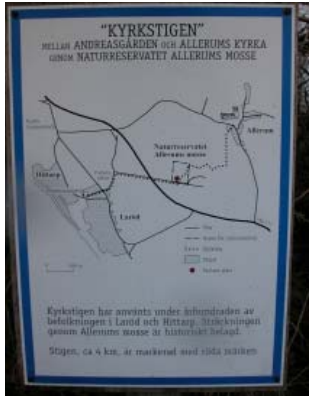 "KYRKSTIGEN"
MELLAN ANDREASGÅRDEN OCH ALLERUMS KYRKA
GENOM NATURRESERVATET ALLERUMS MOSSE
Allerum
Naturreservatet
Allerums mosse
Hittarp
Laröd
Kyrkstigen har använts under århundraden av
befolkningen i Laröd och Hittarp. Sträckningen
genom Allerums mosse är historiskt belagd.
Stigen, ca 4 km, är markerad med röda märken